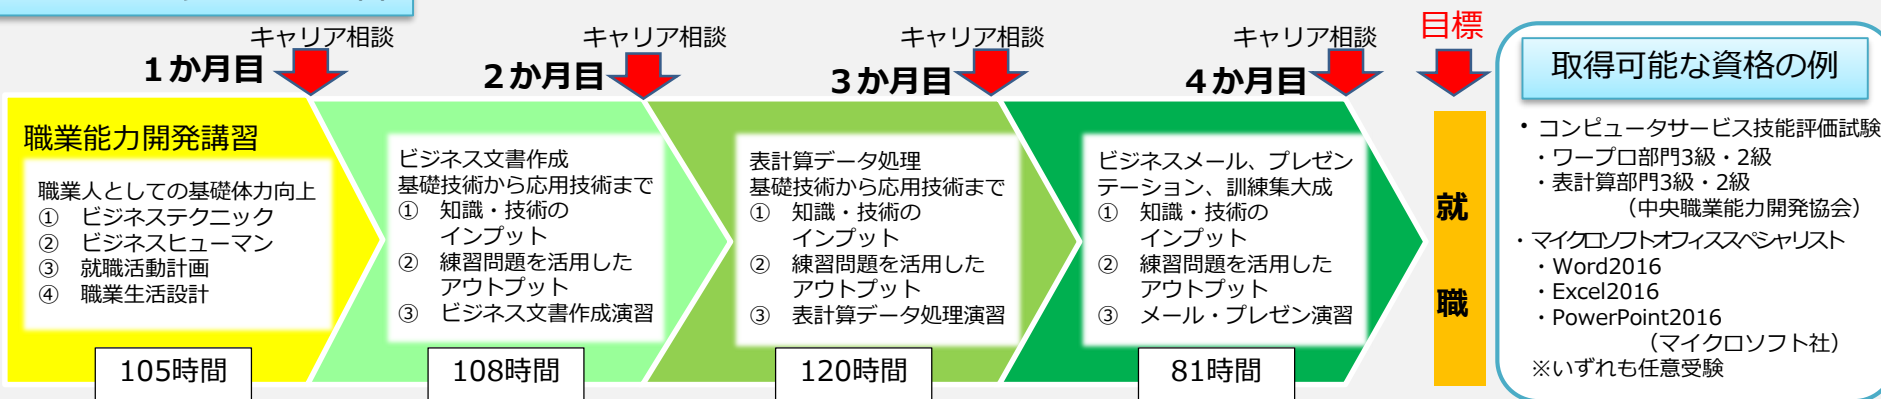 キャリア相談
キャリア相談
キャリア相談
キャリア相談
目標
１か月目
２か月目
３か月目
４か月目
職業能力開発講習
職業人としての基礎体力向上
① ビジネステクニック
② ビジネスヒューマン
③ 就職活動計画
④ 職業生活設計
105時間
ビジネス文書作成
基礎技術から応用技術まで
① 知識・技術の
インプット
② 練習問題を活用した
アウトプット
③ ビジネス文書作成演習
108時間
表計算データ処理
基礎技術から応用技術まで
① 知識・技術の
インプット
② 練習問題を活用した
アウトプット
③ 表計算データ処理演習
120時間
ビジネスメール、プレゼン
テーション、訓練集大成
① 知識・技術の
インプット
② 練習問題を活用した
アウトプット
③ メール・プレゼン演習
81時間
就
職
取得可能な資格の例
・コンピュータサービス技能評価試験
・ワープロ部門3級・2級
・表計算部門3級・2級
（中央職業能力開発協会）
・マイクロソフトオフィススペシャリスト
・Word2016
・Excel2016
・PowerPoint2016
（マイクロソフト社）
※いずれも任意受験